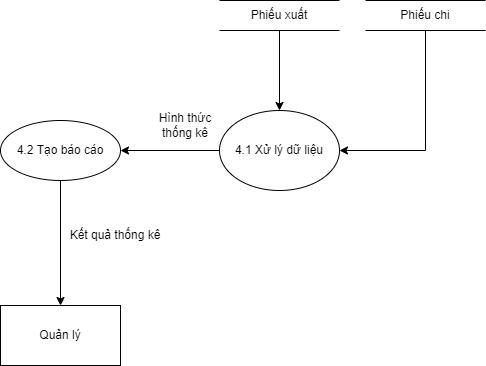 Phiếu xuất
Phiếu chi
Hình thức
thống kê
4.2 Tạo báo cáo
4.1 Xử lý dữ liệu
Kết quả thống kê
Quản lý